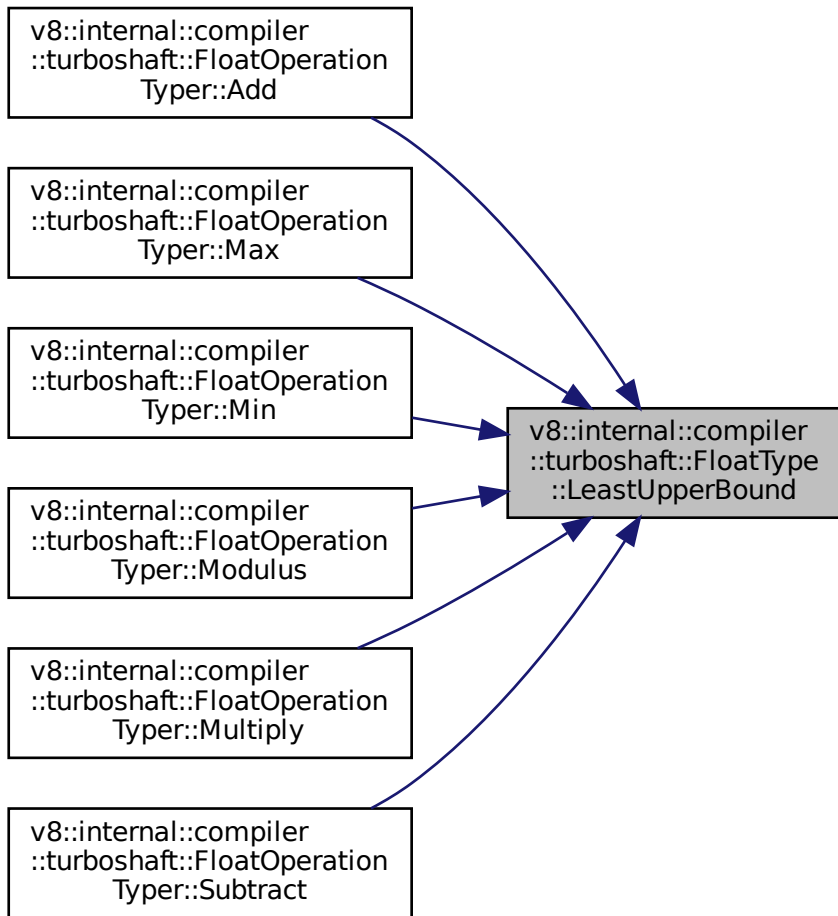 v8::internal::compiler
::turboshaft::FloatOperation
Typer::Add
v8::internal::compiler
::turboshaft::FloatOperation
Typer::Max
v8::internal::compiler
::turboshaft::FloatOperation
Typer::Min
v8::internal::compiler
::turboshaft::FloatType
::LeastUpperBound
v8::internal::compiler
::turboshaft::FloatOperation
Typer::Modulus
v8::internal::compiler
::turboshaft::FloatOperation
Typer::Multiply
v8::internal::compiler
::turboshaft::FloatOperation
Typer::Subtract